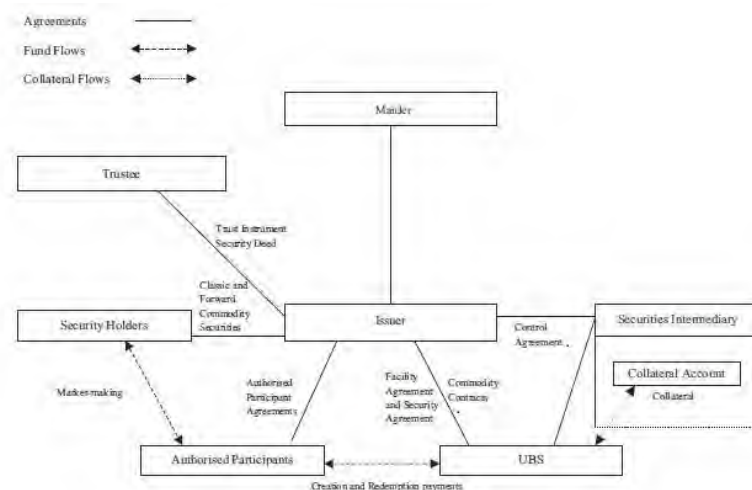 Agreements
Fund Flows
Collateral Flows
Manler
Trustee
Trust Instrument
Security Deed
Classic and
Forward
Commodity
Securities
Security Holders
Issuer
Securities Intermediary
Control
Agreement
Collateral Account
Collateral
Market-making
Authorised
Participant
Agreements
Facility
Agreement
and Security
Agreement
Commodity
Contracts
Authorised Participants
UBS
Creation and Redemption payments